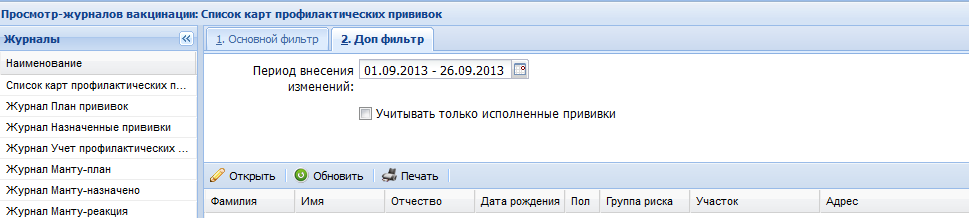 Просмотр-журналов вакцинации: Список карт профилактических прививок
Журналы
Наименование
Список карт профилактических п...
Журнал План прививок
Журнал Назначенные прививки
Журнал Учет профилактических ...
Журнал Манту-план
Журнал Манту-назначено
Журнал Манту-реакция
1. Основной фильтр 2. Доп фильтр
Период внесения изменений: 01.09.2013 - 26.09.2013
Учитывать только исполненные прививки
Открыть Обновить Печать
Фамилия Имя Отчество Дата рождения Пол Группа риска Участок Адрес